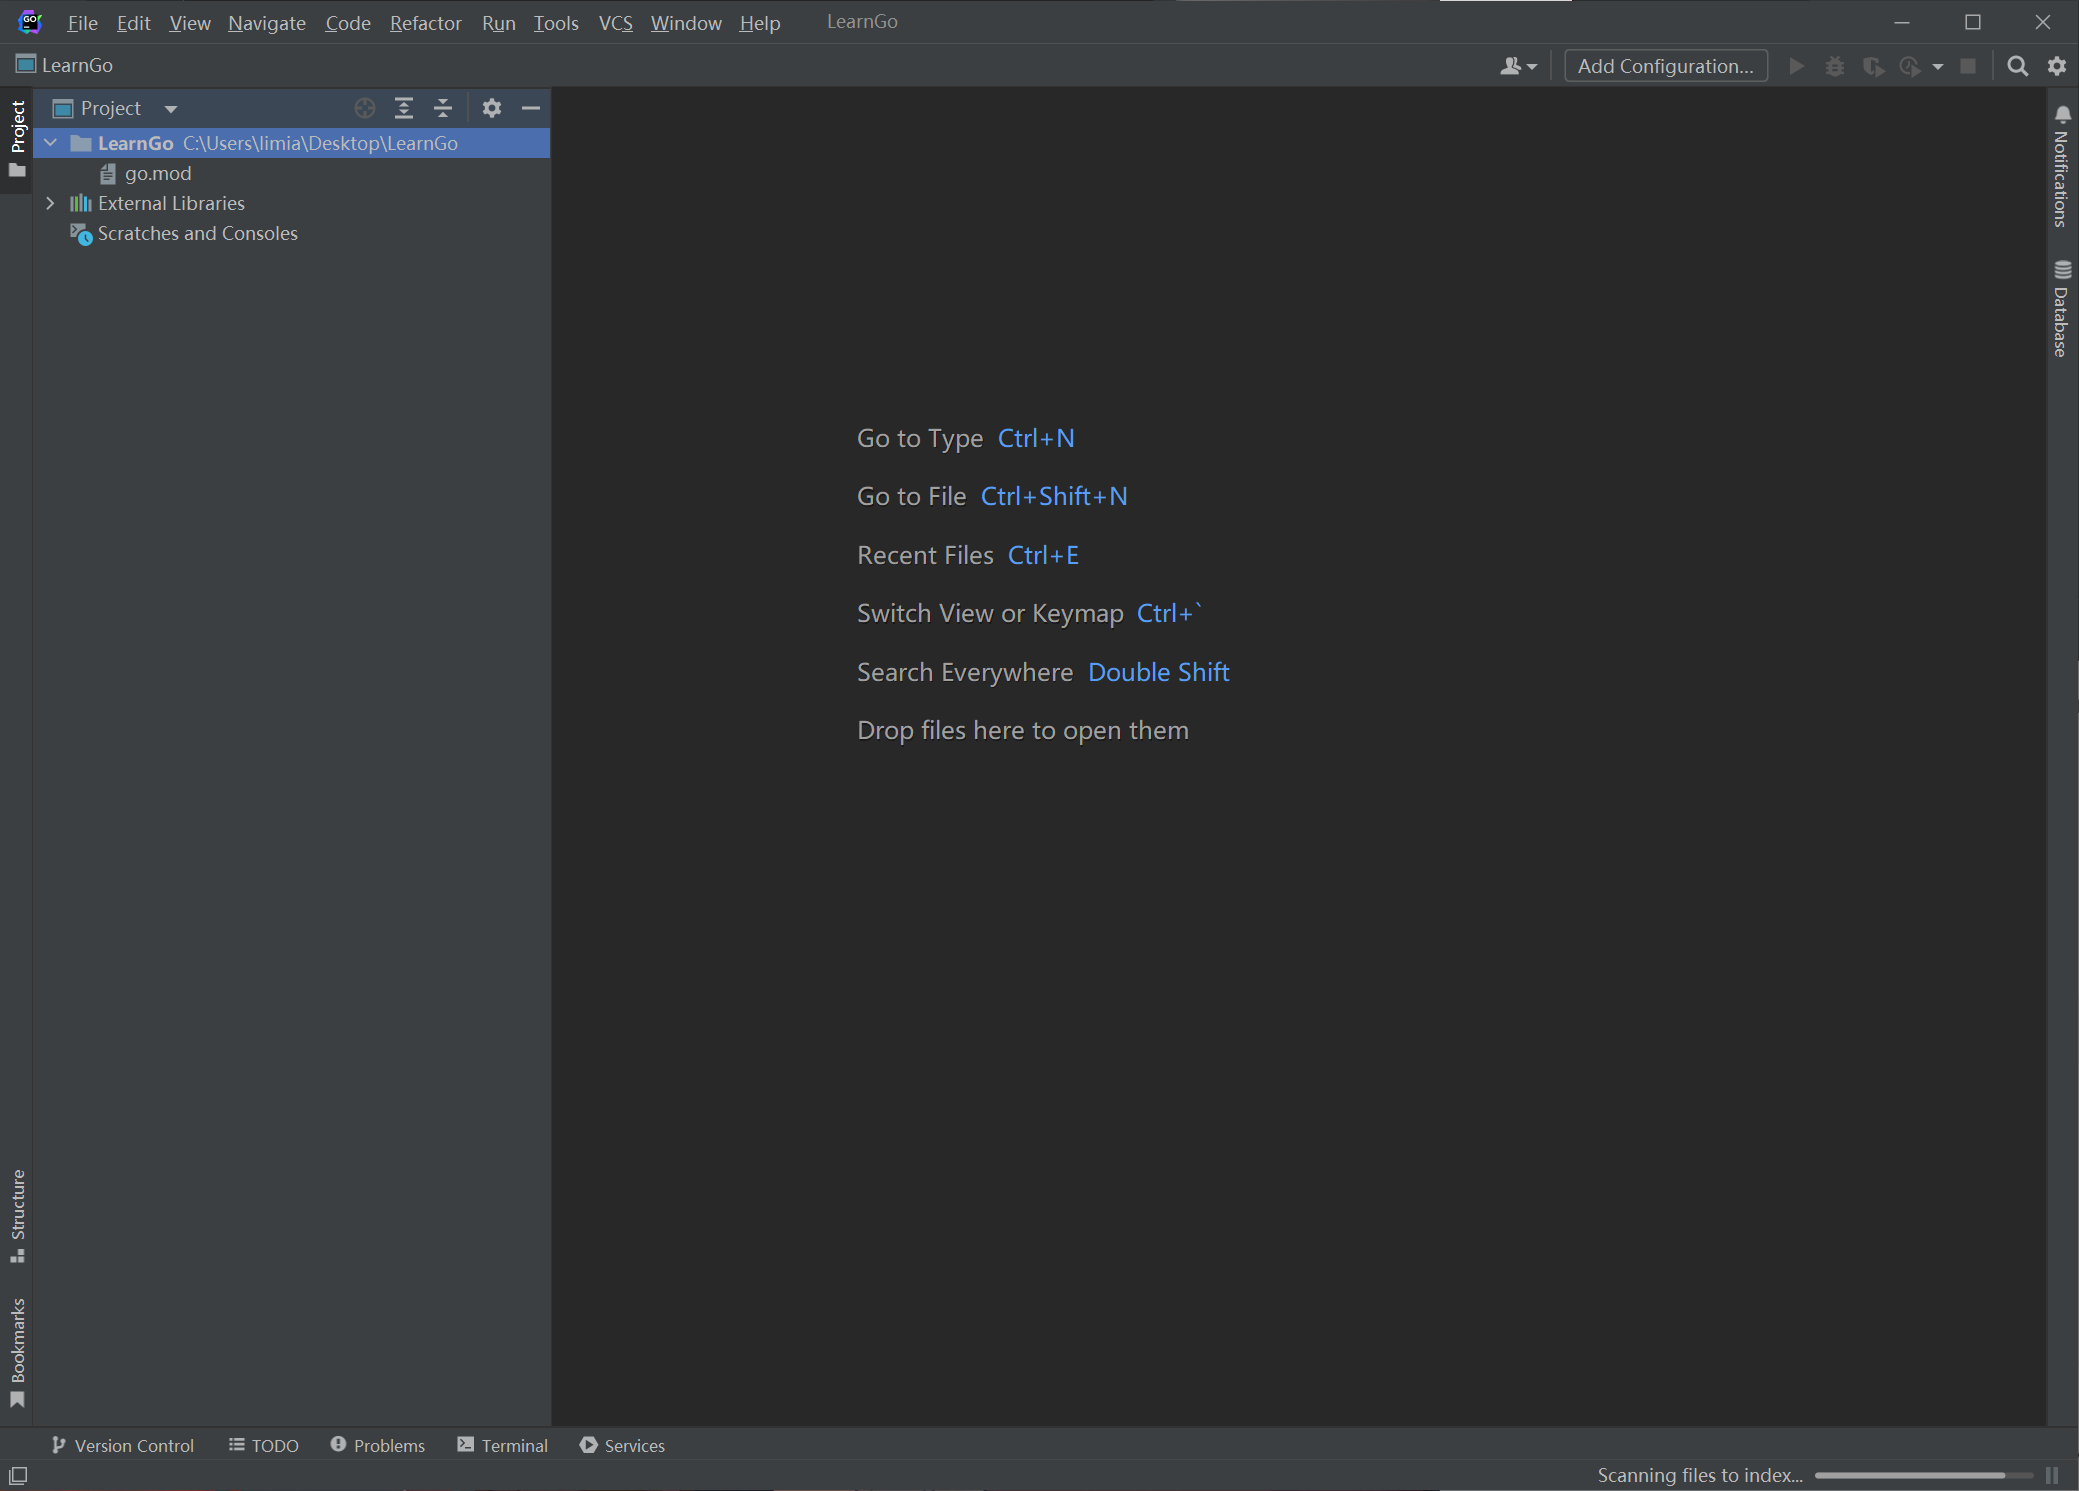 GO
File Edit View Navigate Code Refactor Run Tools VCS Window Help LearnGo
LearnGo
Add Configuration...
Project
Project
LearnGo C:\Users\limia\Desktop\LearnGo
go.mod
External Libraries
Scratches and Consoles
Notifications
Database
Go to Type Ctrl+N
Go to File Ctrl+Shift+N
Recent Files Ctrl+E
Switch View or Keymap Ctrl+`
Search Everywhere Double Shift
Drop files here to open them
Structure
Bookmarks
Version Control TODO Problems Terminal Services
Scanning files to index...